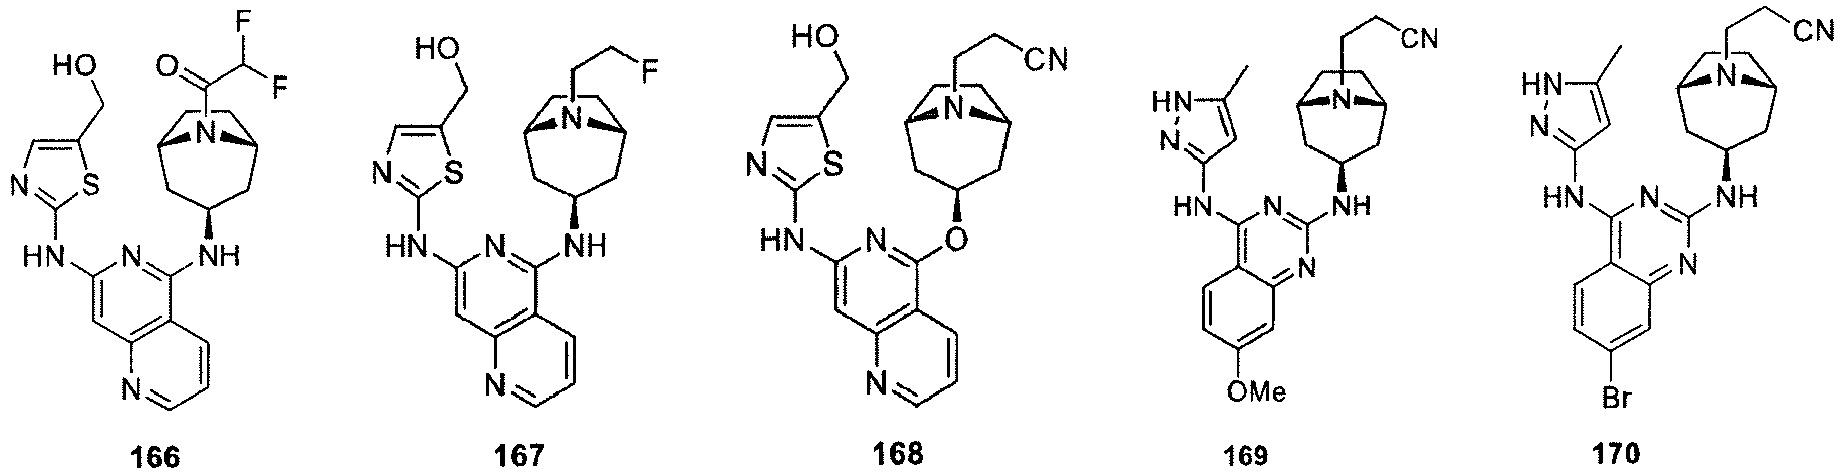 HO O F F N N S HN N NH N 166
HO F N N S HN N NH N 167
HO CN N N S HN N O N 168
CN HN N N HN N NH N OMe 169
CN HN N N HN N NH N Br 170